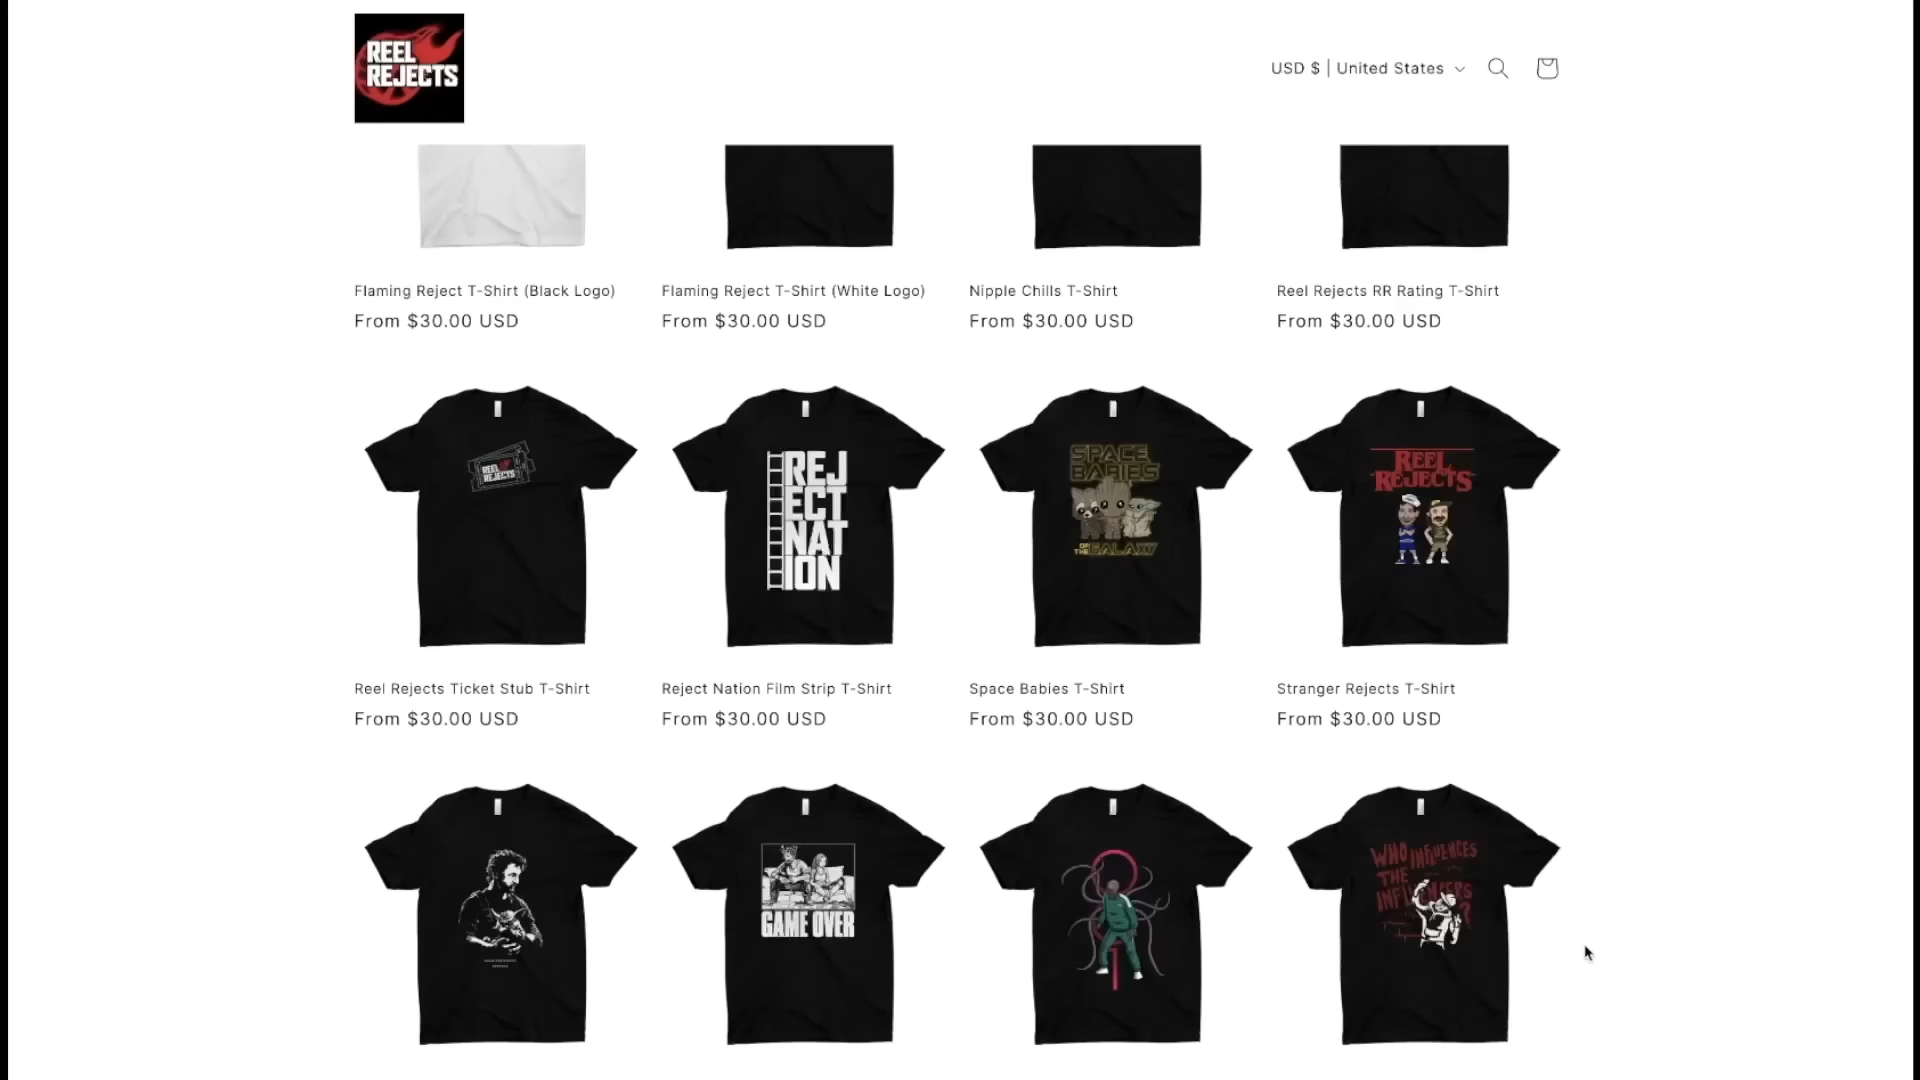 REEL
REJECTS
USD $ | United States
Flaming Reject T-Shirt (Black Logo)
From $30.00 USD
Flaming Reject T-Shirt (White Logo)
From $30.00 USD
Nipple Chills T-Shirt
From $30.00 USD
Reel Rejects RR Rating T-Shirt
From $30.00 USD
REEL
REJECTS
REJ
ECT
NAT
ION
SPACE
BABIES
OF
THE GALAXY
REEL
REJECTS
Reel Rejects Ticket Stub T-Shirt
From $30.00 USD
Reject Nation Film Strip T-Shirt
From $30.00 USD
Space Babies T-Shirt
From $30.00 USD
Stranger Rejects T-Shirt
From $30.00 USD
GAME OVER
WHO INFLUENCES
THE
INFLUENCERS
?